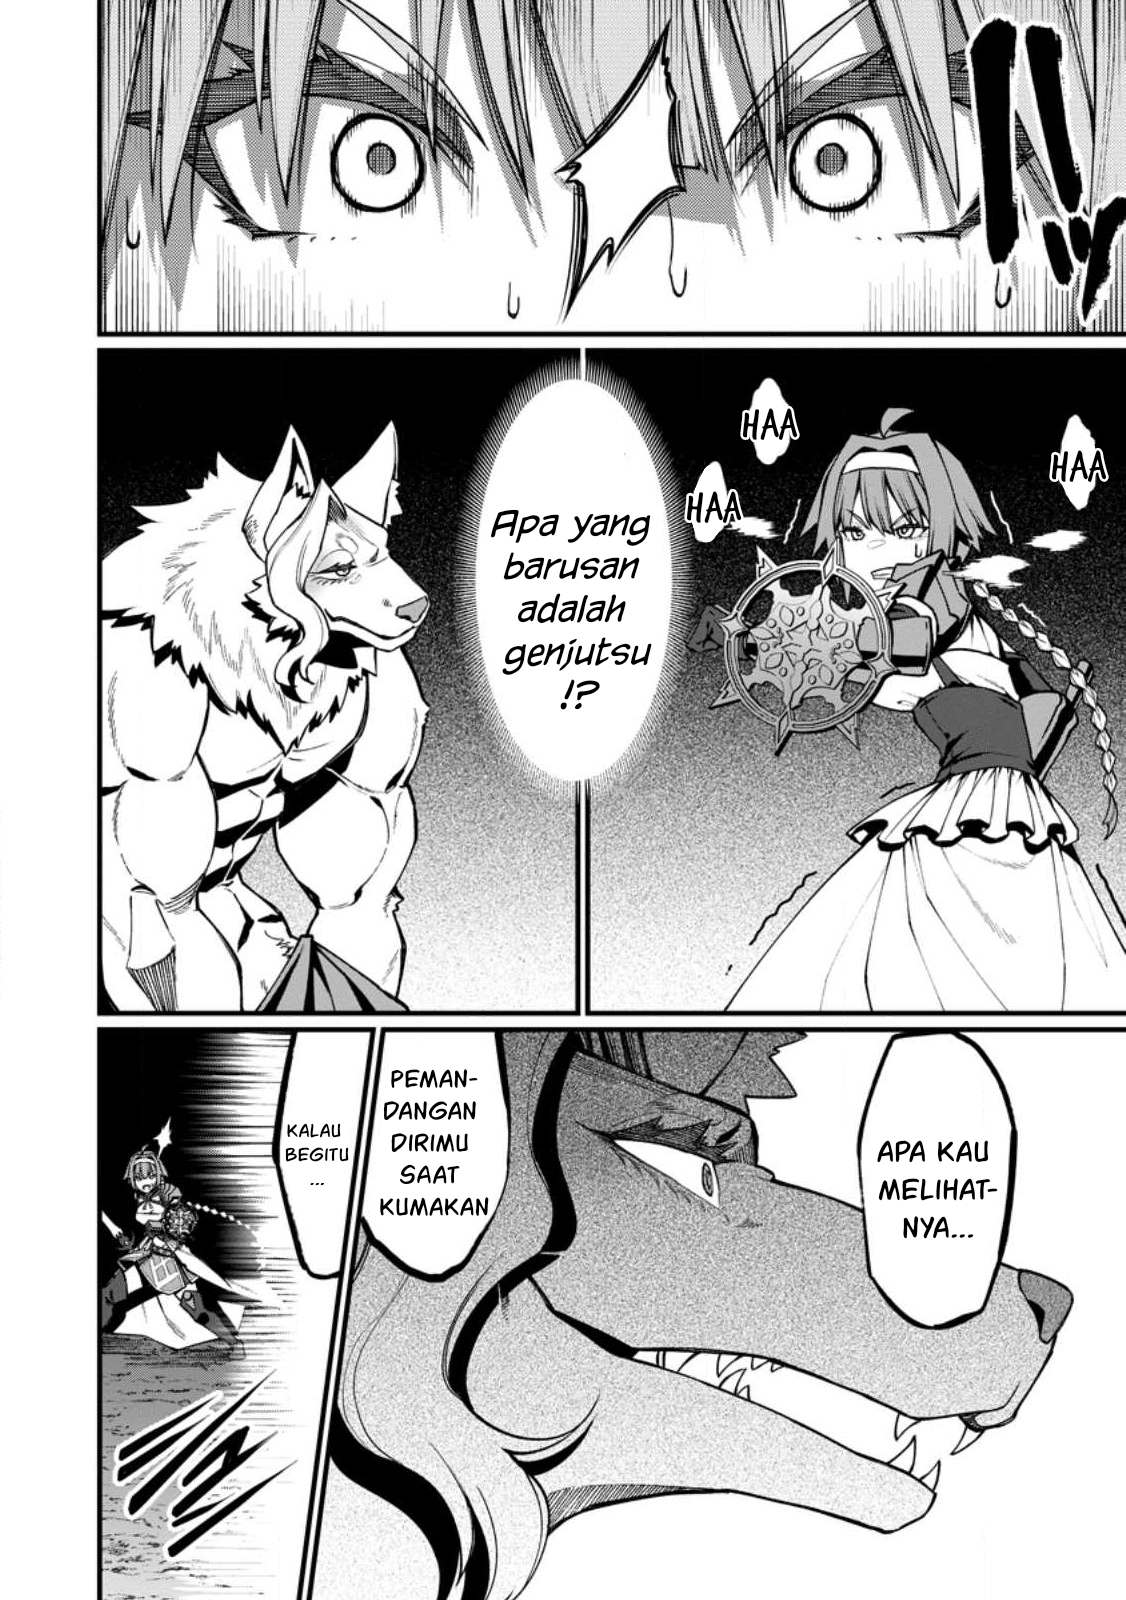 ハッ
HAA
HAA
HAA
Apa yang
barusan
adalah
genjutsu
!?
APA KAU
MELIHAT-
NYA...
PEMAN-
DANGAN
DIRIMU
SAAT
KUMAKAN
KALAU
BEGITU
...